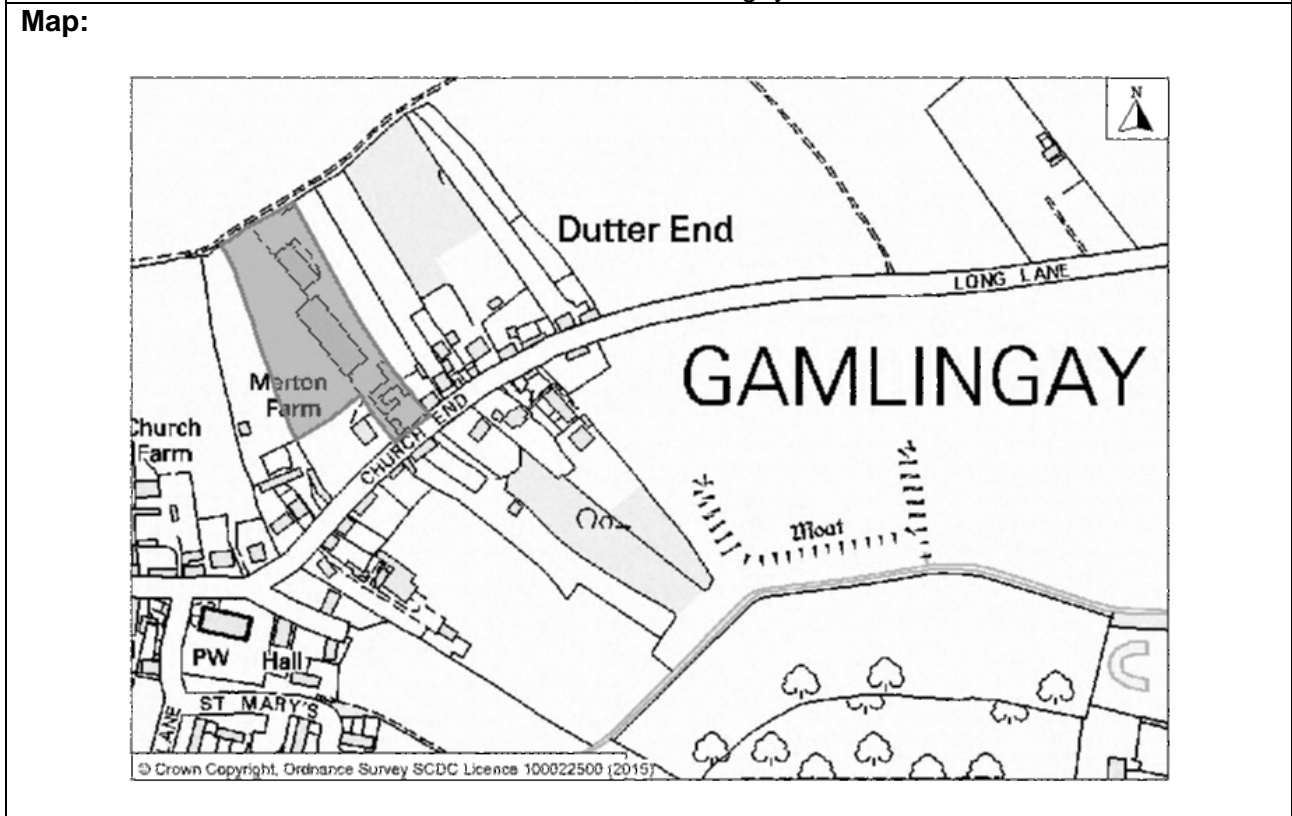 Map:
N
Dutter End
LONG LANE
GAMLINGAY
Merton
Farm
Church
Farm
CHURCH END
Moat
PW
Hall
ST MARY'S
LANE
© Crown Copyright, Ordnance Survey SCDC Licence 100022500 (2015)